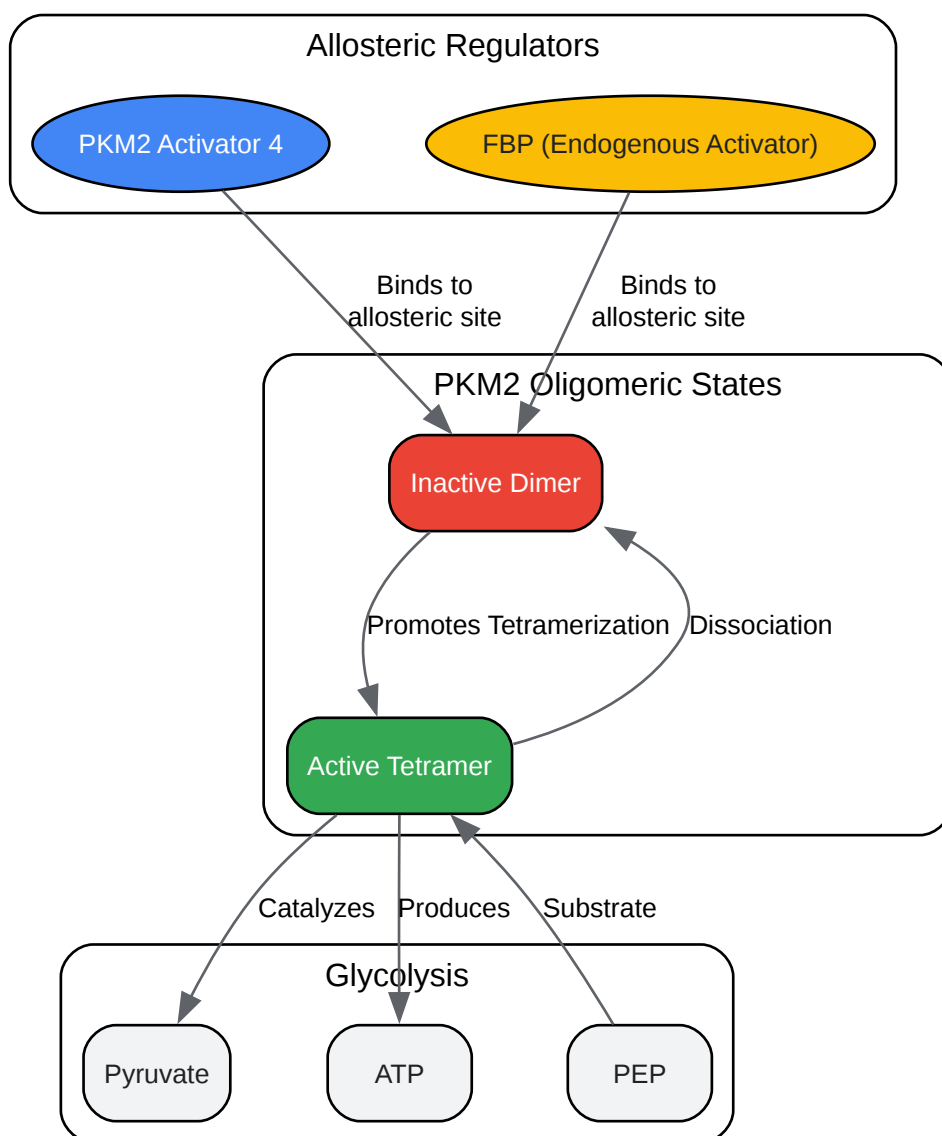 Allosteric Regulators
PKM2 Activator 4
FBP (Endogenous Activator)
Binds to
allosteric site
Binds to
allosteric site
PKM2 Oligomeric States
Inactive Dimer
Promotes Tetramerization
Dissociation
Active Tetramer
Catalyzes
Produces
Substrate
Glycolysis
Pyruvate
ATP
PEP